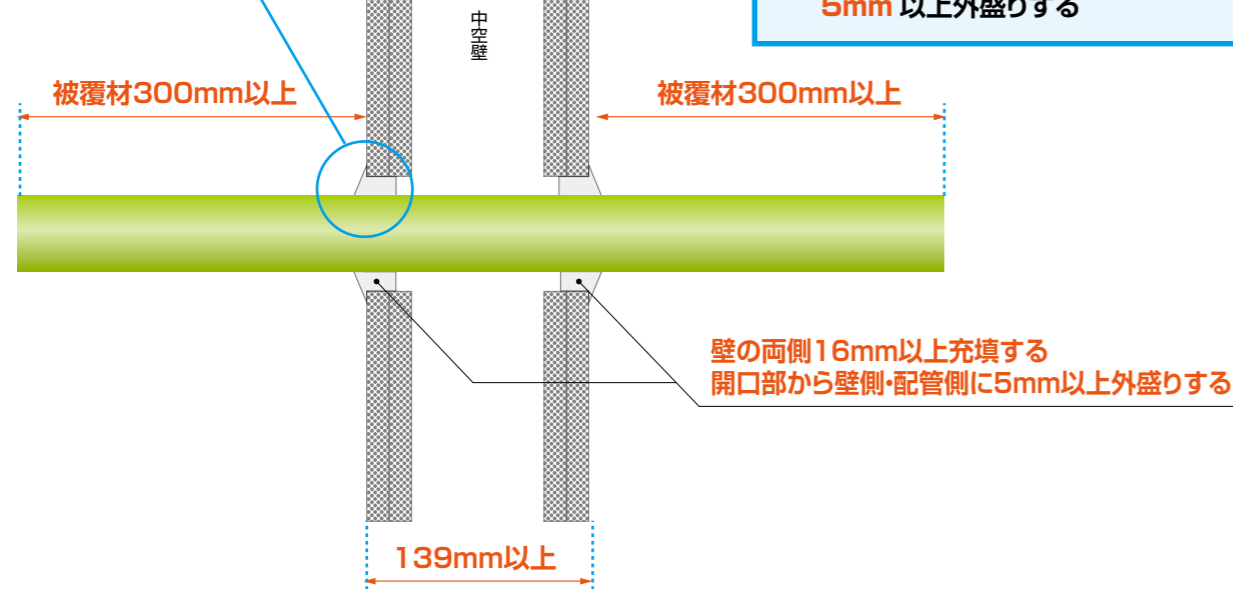 5mm 以上外盛りする
中空壁
被覆材300mm以上
被覆材300mm以上
壁の両側16mm以上充填する
開口部から壁側・配管側に5mm以上外盛りする
139mm以上